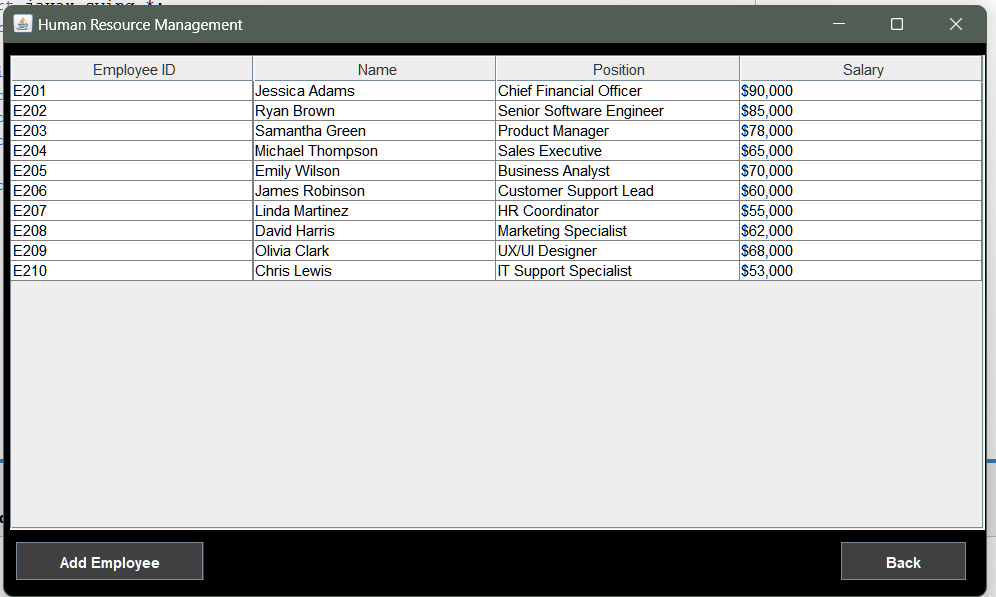 Human Resource Management
Employee ID Name Position Salary
E201 Jessica Adams Chief Financial Officer $90,000
E202 Ryan Brown Senior Software Engineer $85,000
E203 Samantha Green Product Manager $78,000
E204 Michael Thompson Sales Executive $65,000
E205 Emily Wilson Business Analyst $70,000
E206 James Robinson Customer Support Lead $60,000
E207 Linda Martinez HR Coordinator $55,000
E208 David Harris Marketing Specialist $62,000
E209 Olivia Clark UX/UI Designer $68,000
E210 Chris Lewis IT Support Specialist $53,000
Add Employee Back